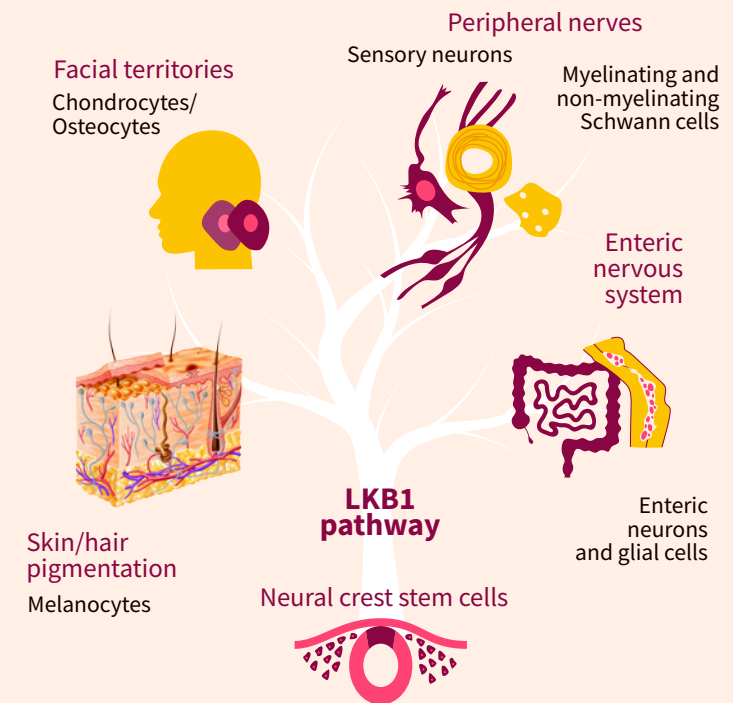 Peripheral nerves
Sensory neurons
Myelinating and
non-myelinating
Schwann cells
Facial territories
Chondrocytes/
Osteocytes
Enteric
nervous
system
Enteric
neurons
and glial cells
LKB1
pathway
Skin/hair
pigmentation
Melanocytes
Neural crest stem cells